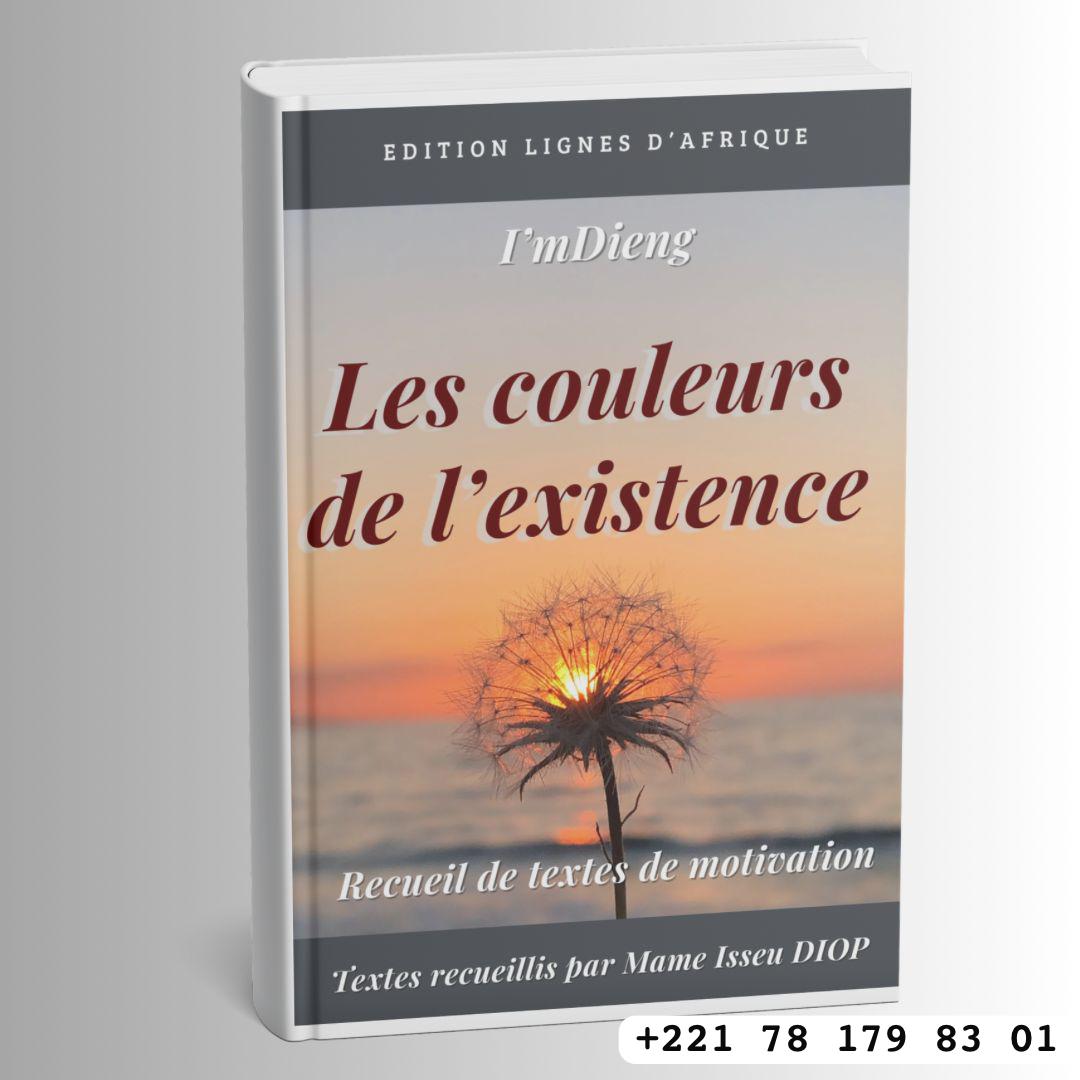 EDITION LIGNES D'AFRIQUE
I'mDieng
Les couleurs
de l'existence
Recueil de textes de motivation
Textes recueillis par Mame Isseu DIOP
+221 78 179 83 01